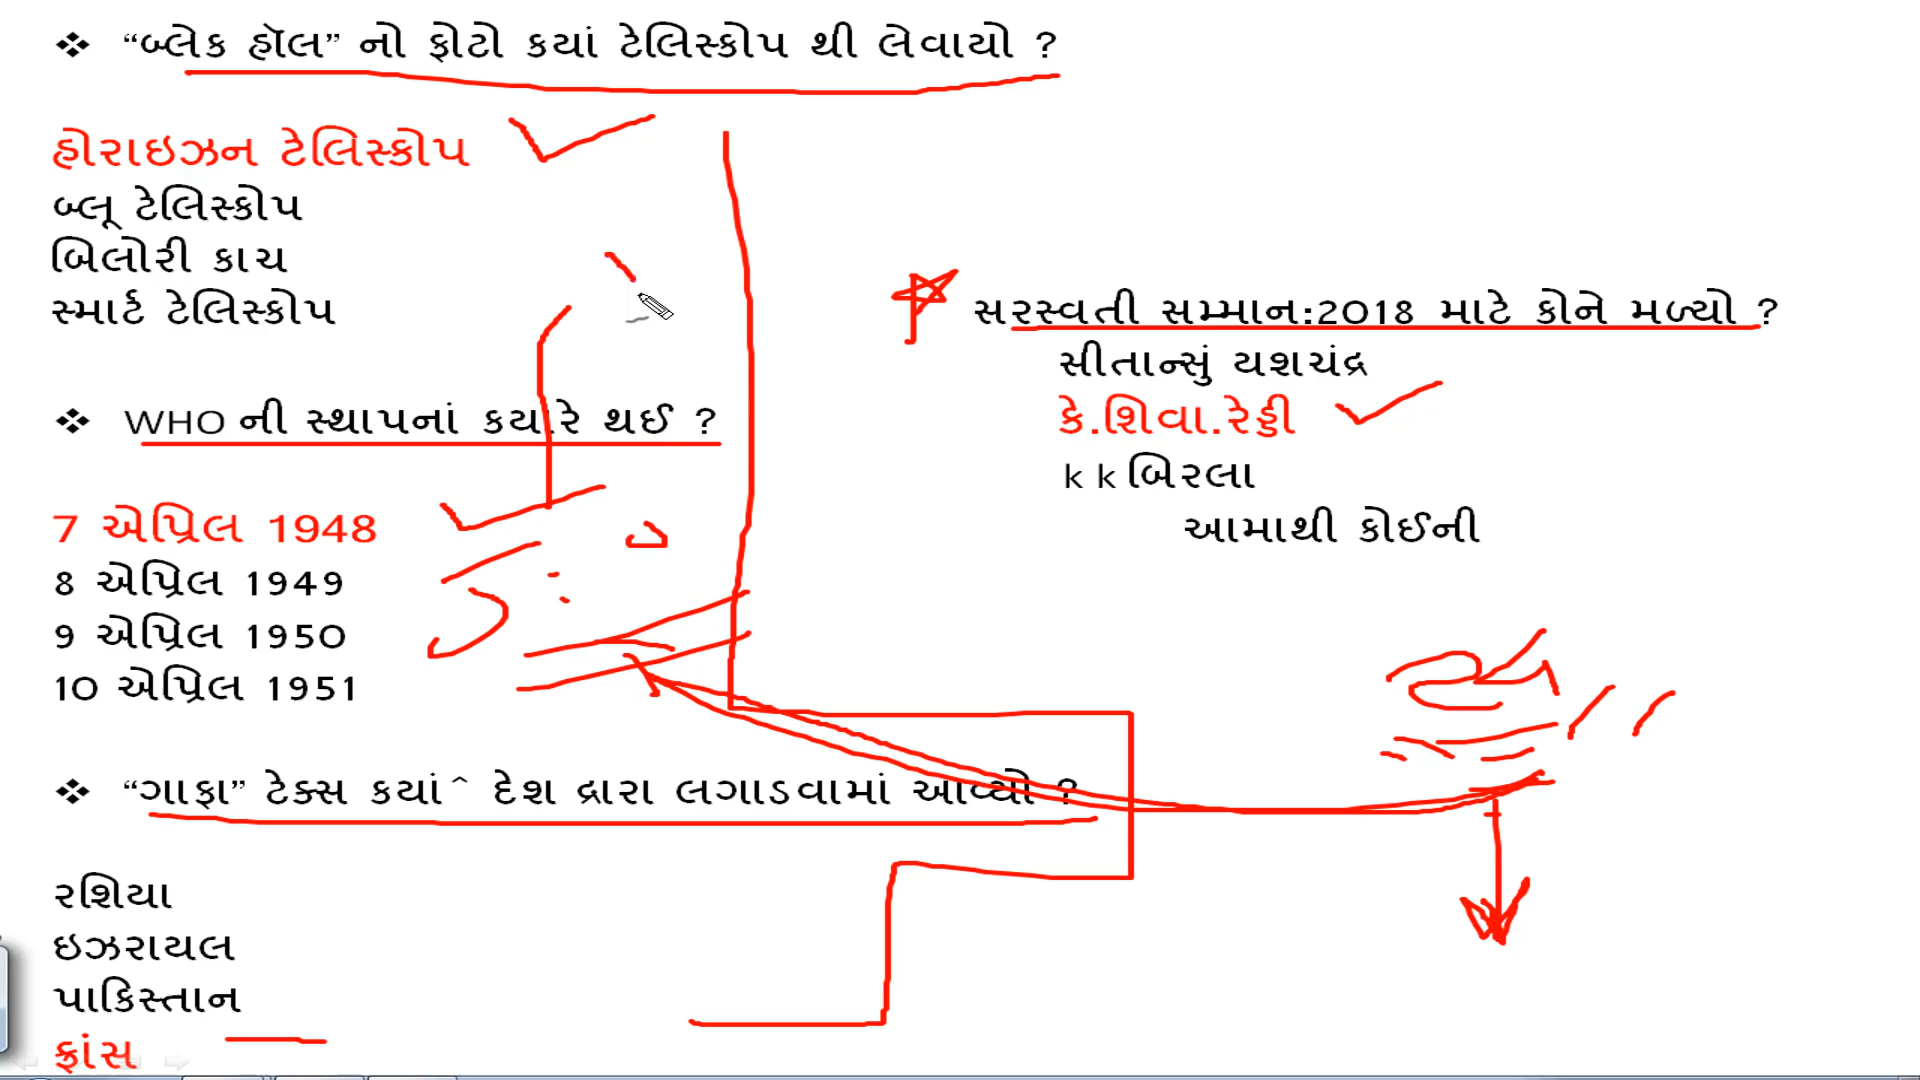 ❖ “બ્લેક હૉલ” નો ફોટો કયાં ટેલિસ્કોપ થી લેવાયો ?
હોરાઇઝન ટેલિસ્કોપ
બ્લૂ ટેલિસ્કોપ
બિલોરી કાચ
સ્માર્ટ ટેલિસ્કોપ
❖ WHO ની સ્થાપનાં કયારે થઈ ?
7 એપ્રિલ 1948
8 એપ્રિલ 1949
9 એપ્રિલ 1950
10 એપ્રિલ 1951
❖ “ગાફા” ટેક્સ કયાંˆ દેશ દ્રારા લગાડવામાં આવ્યો ?
રશિયા
ઇઝરાયલ
પાકિસ્તાન
ફ્રાંસ
સરસ્વતી સમ્માન:2018 માટે કોને મળ્યો ?
સીતાન્સું યશચંદ્ર
કે.શિવા.રેડ્ડી
k k બિરલા
આમાથી કોઈની